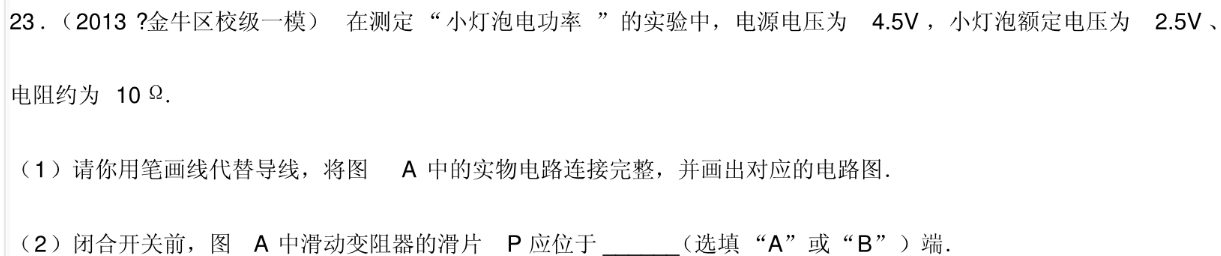 23．（2013 ?金牛区校级一模） 在测定“小灯泡电功率 ”的实验中，电源电压为 4.5V，小灯泡额定电压为 2.5V、
电阻约为 10 Ω.
（1）请你用笔画线代替导线，将图 A 中的实物电路连接完整，并画出对应的电路图．
（2）闭合开关前，图 A 中滑动变阻器的滑片 P 应位于 ______（选填“A”或“B”）端．